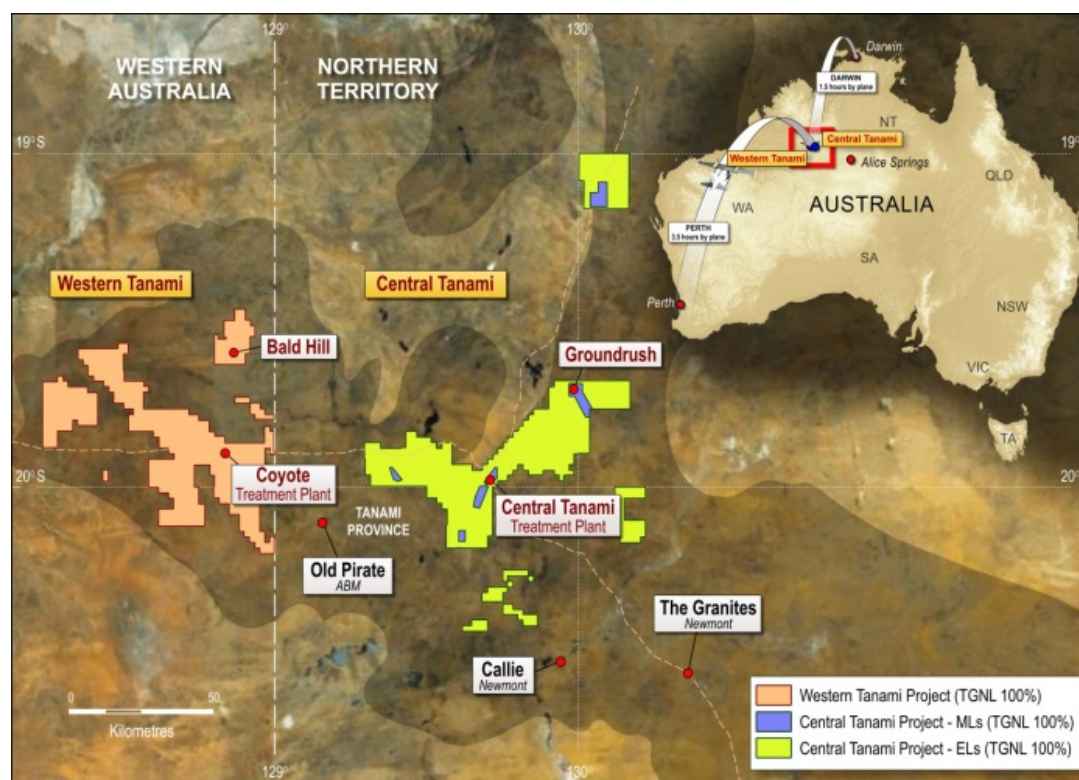 129°
130°
WESTERN
AUSTRALIA
NORTHERN
TERRITORY
19°S
19°
Darwin
DARWIN
1.5 hours by plane
NT
Central Tanami
Western Tanami
Alice Springs
QLD
WA
AUSTRALIA
PERTH
3.5 hours by plane
SA
Perth
NSW
VIC
TA
Western Tanami
Central Tanami
Bald Hill
Groundrush
Coyote
Treatment Plant
20°S
20°
TANAMI
PROVINCE
Central Tanami
Treatment Plant
Old Pirate
ABM
The Granites
Newmont
Callie
Newmont
0
50
Kilometres
Western Tanami Project (TGNL 100%)
Central Tanami Project - MLs (TGNL 100%)
Central Tanami Project - ELs (TGNL 100%)
129°
130°